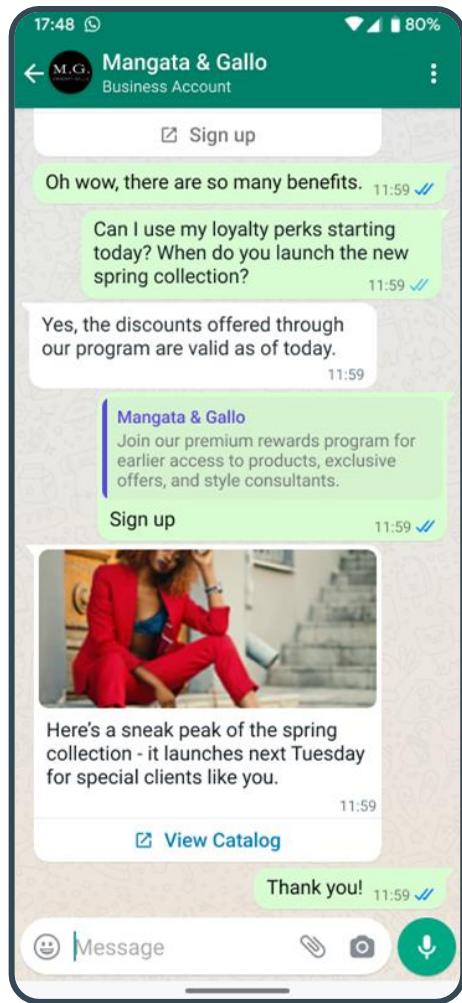 17:48 80%
M.G.
Mangata & Gallo
Business Account
Sign up
Oh wow, there are so many benefits. 11:59
Can I use my loyalty perks starting
today? When do you launch the new
spring collection?
11:59
Yes, the discounts offered through
our program are valid as of today.
11:59
Mangata & Gallo
Join our premium rewards program for
earlier access to products, exclusive
offers, and style consultants.
Sign up 11:59
Here's a sneak peak of the spring
collection - it launches next Tuesday
for special clients like you.
11:59
View Catalog
Thank you! 11:59
Message